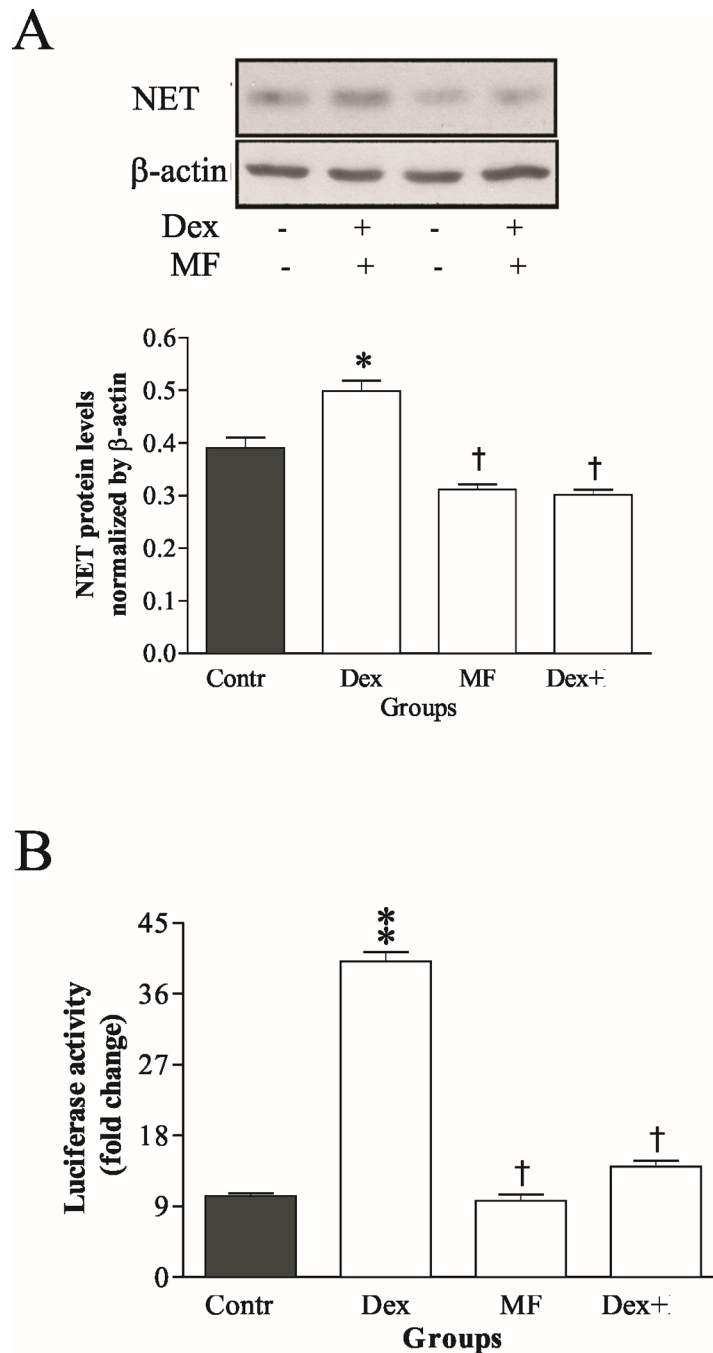 A
NET
β-actin
Dex - + - +
MF - + - +
0.6
0.5
0.4
0.3
0.2
0.1
0.0
NET protein levels
normalized by β-actin
*
†
†
Contr Dex MF Dex+
Groups
B
45
36
27
18
9
0
Luciferase activity
(fold change)
**
†
†
Contr Dex MF Dex+
Groups